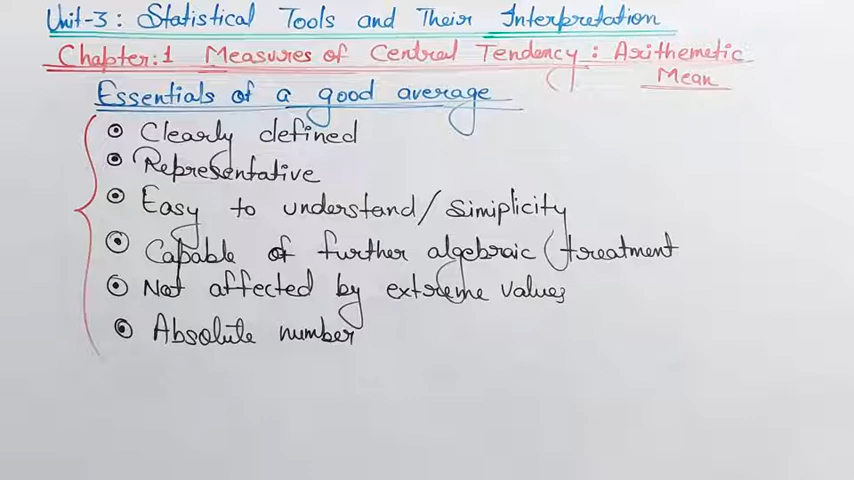 Unit-3: Statistical Tools and Their Interpretation
Chapter:1 Measures of Central Tendency: Arithemetic
Mean
Essentials of a good average
Clearly defined
Representative
Easy to understand/Simiplicity
Capable of further algebraic treatment
Not affected by extreme values
Absolute number